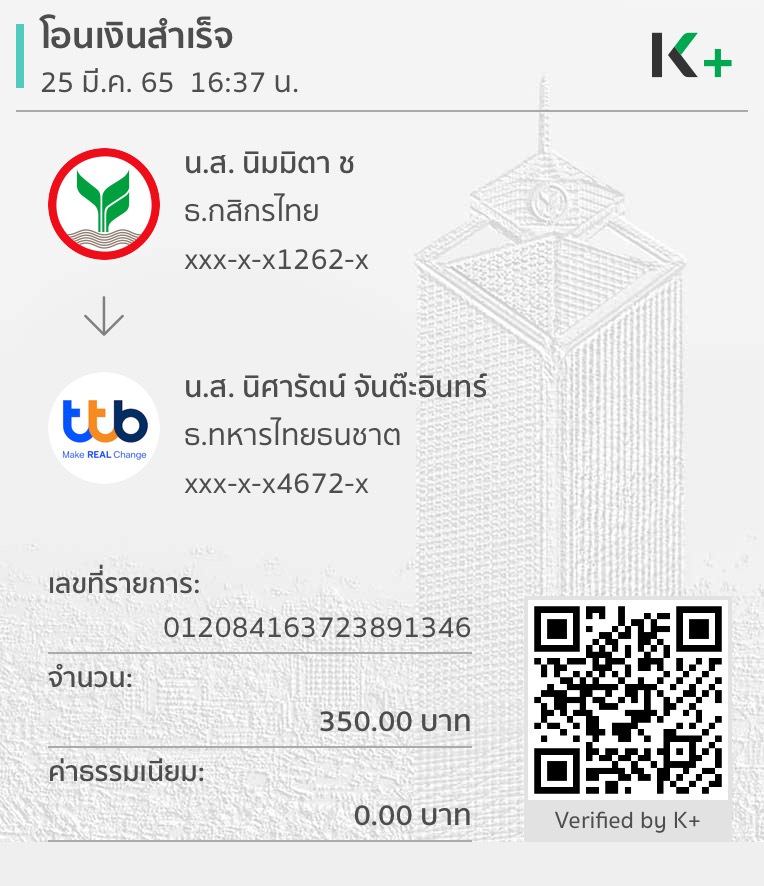 โอนเงินสำเร็จ
25 มี.ค. 65 16:37 น.
K+
น.ส. นิมมิตา ช
ธ.กสิกรไทย
xxx-x-x1262-x
น.ส. นิศารัตน์ จันต๊ะอินทร์
ttb
Make REAL Change
ธ.ทหารไทยธนชาต
xxx-x-x4672-x
เลขที่รายการ:
012084163723891346
จำนวน:
350.00 บาท
ค่าธรรมเนียม:
0.00 บาท
Verified by K+